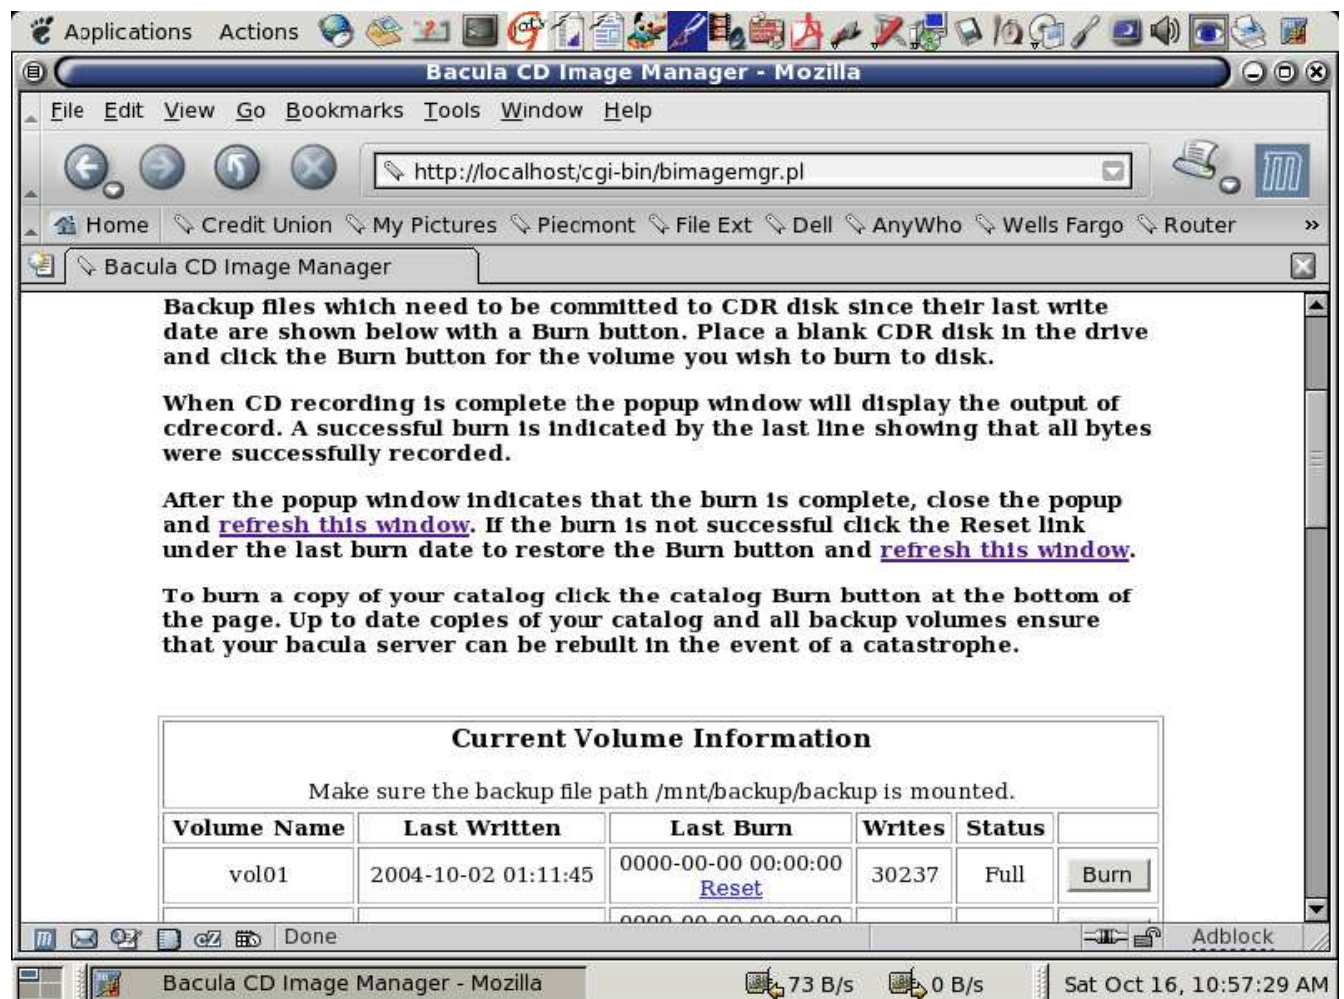 Applications Actions
Bacula CD Image Manager - Mozilla
File Edit View Go Bookmarks Tools Window Help
http://localhost/cgi-bin/bimagemgr.pl
Home Credit Union My Pictures Piecmont File Ext Dell AnyWho Wells Fargo Router »
Bacula CD Image Manager
Backup files which need to be committed to CDR disk since their last write
date are shown below with a Burn button. Place a blank CDR disk in the drive
and click the Burn button for the volume you wish to burn to disk.
When CD recording is complete the popup window will display the output of
cdrecord. A successful burn is indicated by the last line showing that all bytes
were successfully recorded.
After the popup window indicates that the burn is complete, close the popup
and refresh this window. If the burn is not successful click the Reset link
under the last burn date to restore the Burn button and refresh this window.
To burn a copy of your catalog click the catalog Burn button at the bottom of
the page. Up to date copies of your catalog and all backup volumes ensure
that your bacula server can be rebuilt in the event of a catastrophe.
Current Volume Information
Make sure the backup file path /mnt/backup/backup is mounted.
Volume Name Last Written Last Burn Writes Status
vol01 2004-10-02 01:11:45 0000-00-00 00:00:00 30237 Full Burn
Reset
0000-00-00 00:00:00
Done Adblock
Bacula CD Image Manager - Mozilla 73 B/s 0 B/s Sat Oct 16, 10:57:29 AM